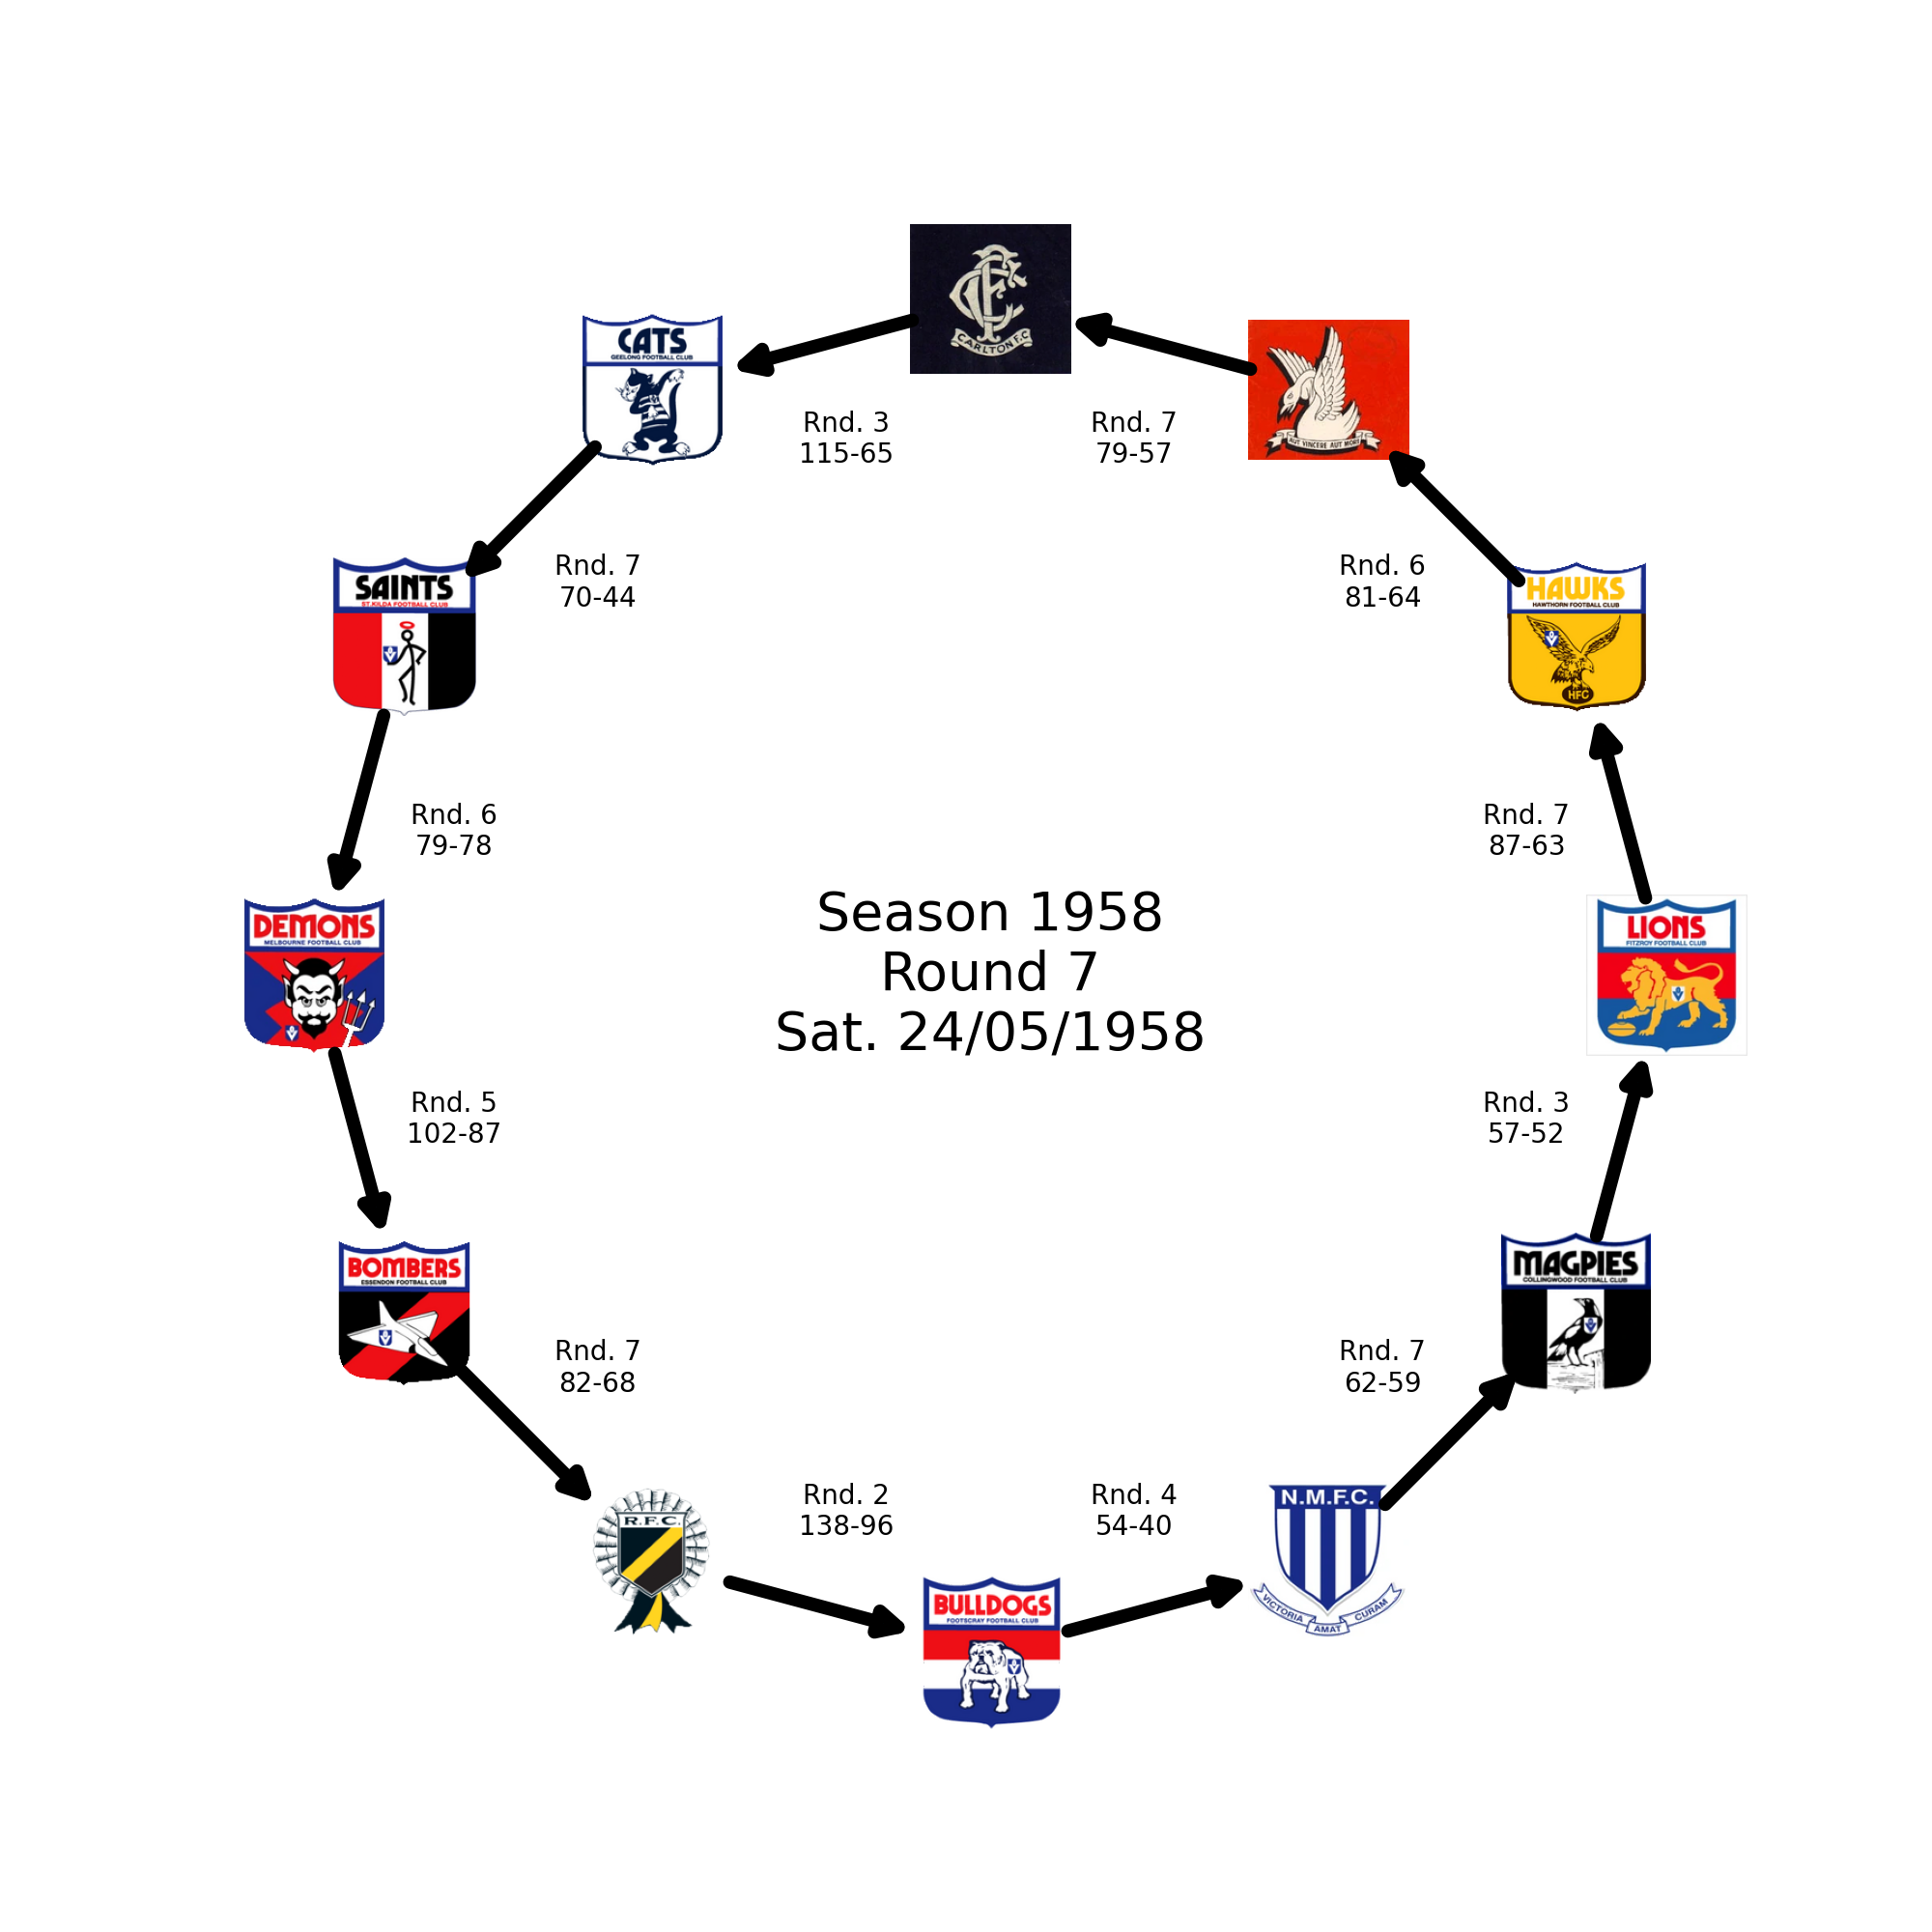 CARLTON F.C
CATS
GEELONG FOOTBALL CLUB
AUT VINCERE AUT MORI
Rnd. 3
115-65
Rnd. 7
79-57
SAINTS
ST.KILDA FOOTBALL CLUB
Rnd. 7
70-44
Rnd. 6
81-64
HAWKS
HAWTHORN FOOTBALL CLUB
HFC
Rnd. 6
79-78
Rnd. 7
87-63
DEMONS
MELBOURNE FOOTBALL CLUB
Season 1958
Round 7
Sat. 24/05/1958
LIONS
FITZROY FOOTBALL CLUB
Rnd. 5
102-87
Rnd. 3
57-52
BOMBERS
ESSENDON FOOTBALL CLUB
MAGPIES
COLLINGWOOD FOOTBALL CLUB
Rnd. 7
82-68
Rnd. 7
62-59
R.F.C.
Rnd. 2
138-96
Rnd. 4
54-40
N.M.F.C.
VICTORIA AMAT CURAM
BULLDOGS
FOOTSCRAY FOOTBALL CLUB